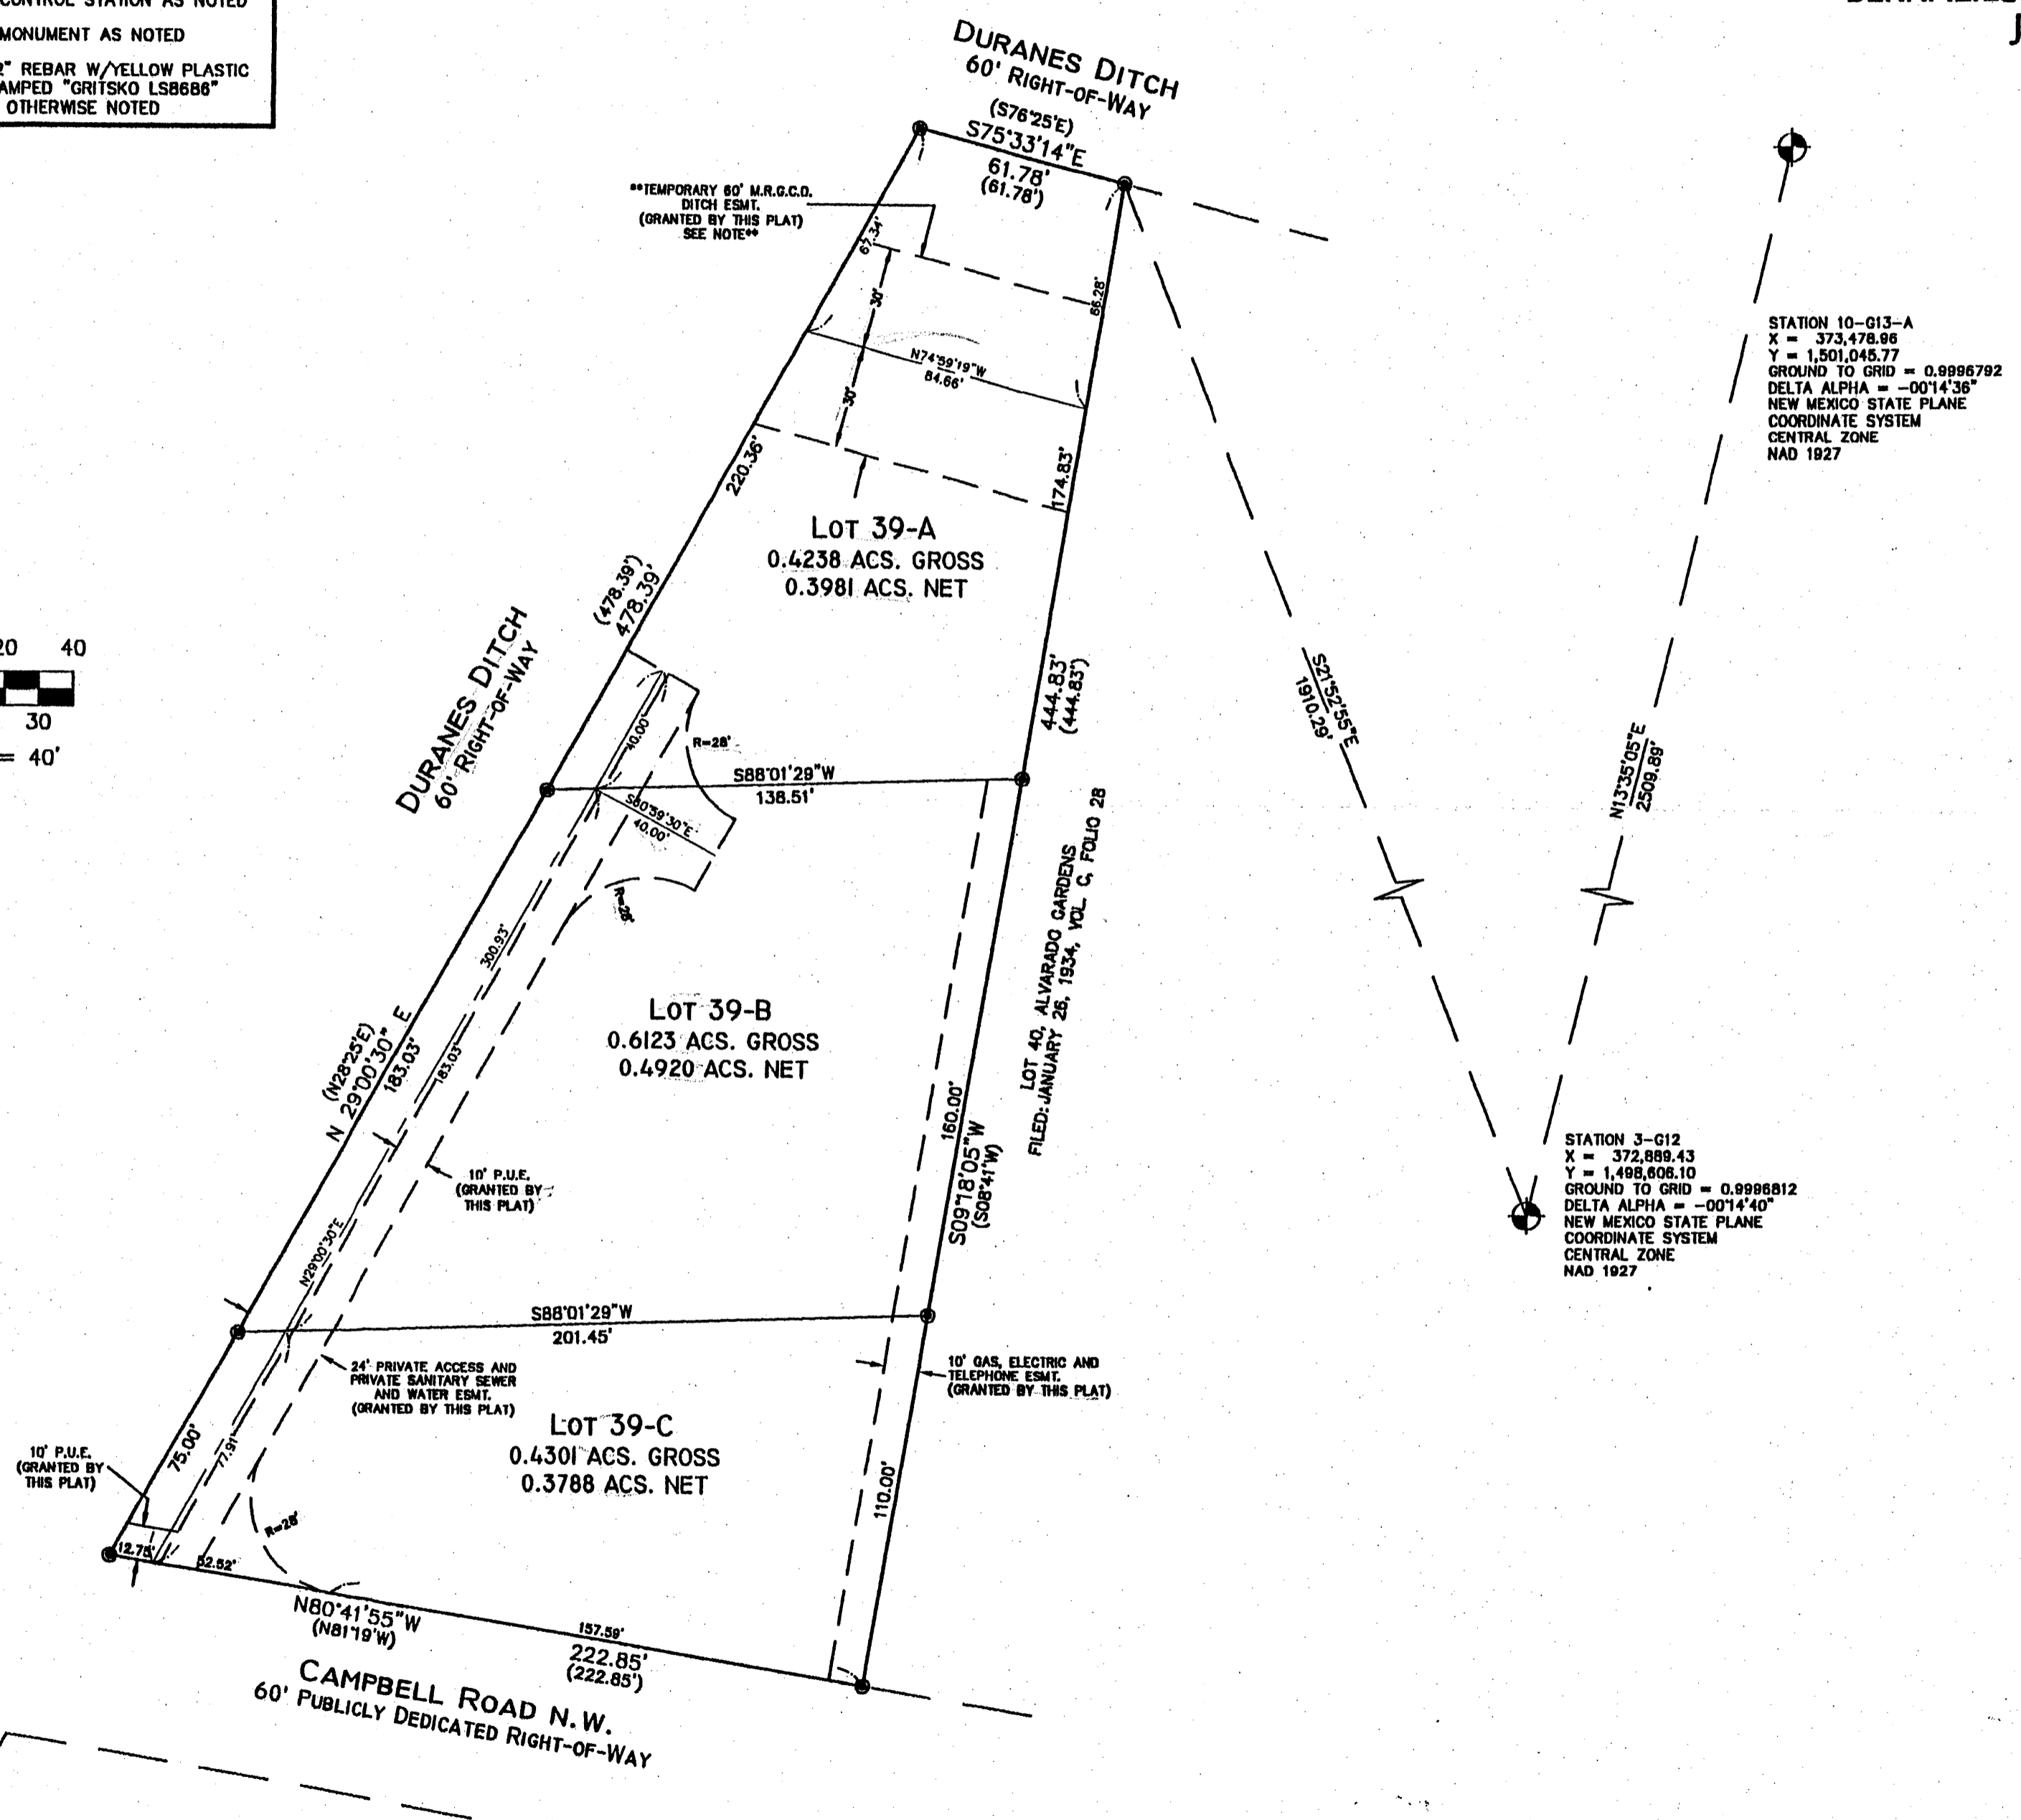 CONTROL STATION AS NOTED
MONUMENT AS NOTED
2" REBAR W/YELLOW PLASTIC
AMPED "GRITSKO LS8686"
OTHERWISE NOTED
J
DURANES DITCH
60' RIGHT-OF-WAY
(S76°25'E)
S75°33'14"E
61.78'
(61.78')
**TEMPORARY 60' M.R.G.C.D.
DITCH ESMT.
(GRANTED BY THIS PLAT)
SEE NOTE**
67.34'
66.28'
30'
N74°59'19"W
84.66'
30'
220.36'
174.83'
STATION 10-G13-A
X = 373,478.96
Y = 1,501,045.77
GROUND TO GRID = 0.9996792
DELTA ALPHA = -00°14'36"
NEW MEXICO STATE PLANE
COORDINATE SYSTEM
CENTRAL ZONE
NAD 1927
LOT 39-A
0.4238 ACS. GROSS
0.3981 ACS. NET
(478.39')
478.39'
DURANES DITCH
60' RIGHT-OF-WAY
20 40
30
= 40'
444.83'
(444.83')
40.00'
R=28'
S88°01'29"W
138.51'
S60°59'30"E
40.00'
R=28'
S21°52'55"E
1910.29'
N13°35'05"E
2509.89'
LOT 40, ALVARADO GARDENS
FILED: JANUARY 26, 1934, VOL. C, FOLIO 28
300.93'
LOT 39-B
0.6123 ACS. GROSS
0.4920 ACS. NET
(N28°25'E)
N 29°00'30" E
183.03'
183.03'
160.00'
S09°18'05"W
(S08°41'W)
10' P.U.E.
(GRANTED BY
THIS PLAT)
N29°00'30"E
STATION 3-G12
X = 372,889.43
Y = 1,498,606.10
GROUND TO GRID = 0.9996812
DELTA ALPHA = -00°14'40"
NEW MEXICO STATE PLANE
COORDINATE SYSTEM
CENTRAL ZONE
NAD 1927
S88°01'29"W
201.45'
24' PRIVATE ACCESS AND
PRIVATE SANITARY SEWER
AND WATER ESMT.
(GRANTED BY THIS PLAT)
10' GAS, ELECTRIC AND
TELEPHONE ESMT.
(GRANTED BY THIS PLAT)
LOT 39-C
0.4301 ACS. GROSS
0.3788 ACS. NET
75.00'
77.91'
10' P.U.E.
(GRANTED BY
THIS PLAT)
110.00'
R=28'
12.75'
52.52'
N80°41'55"W
(N81°19'W)
157.59'
222.85'
(222.85')
CAMPBELL ROAD N.W.
60' PUBLICLY DEDICATED RIGHT-OF-WAY